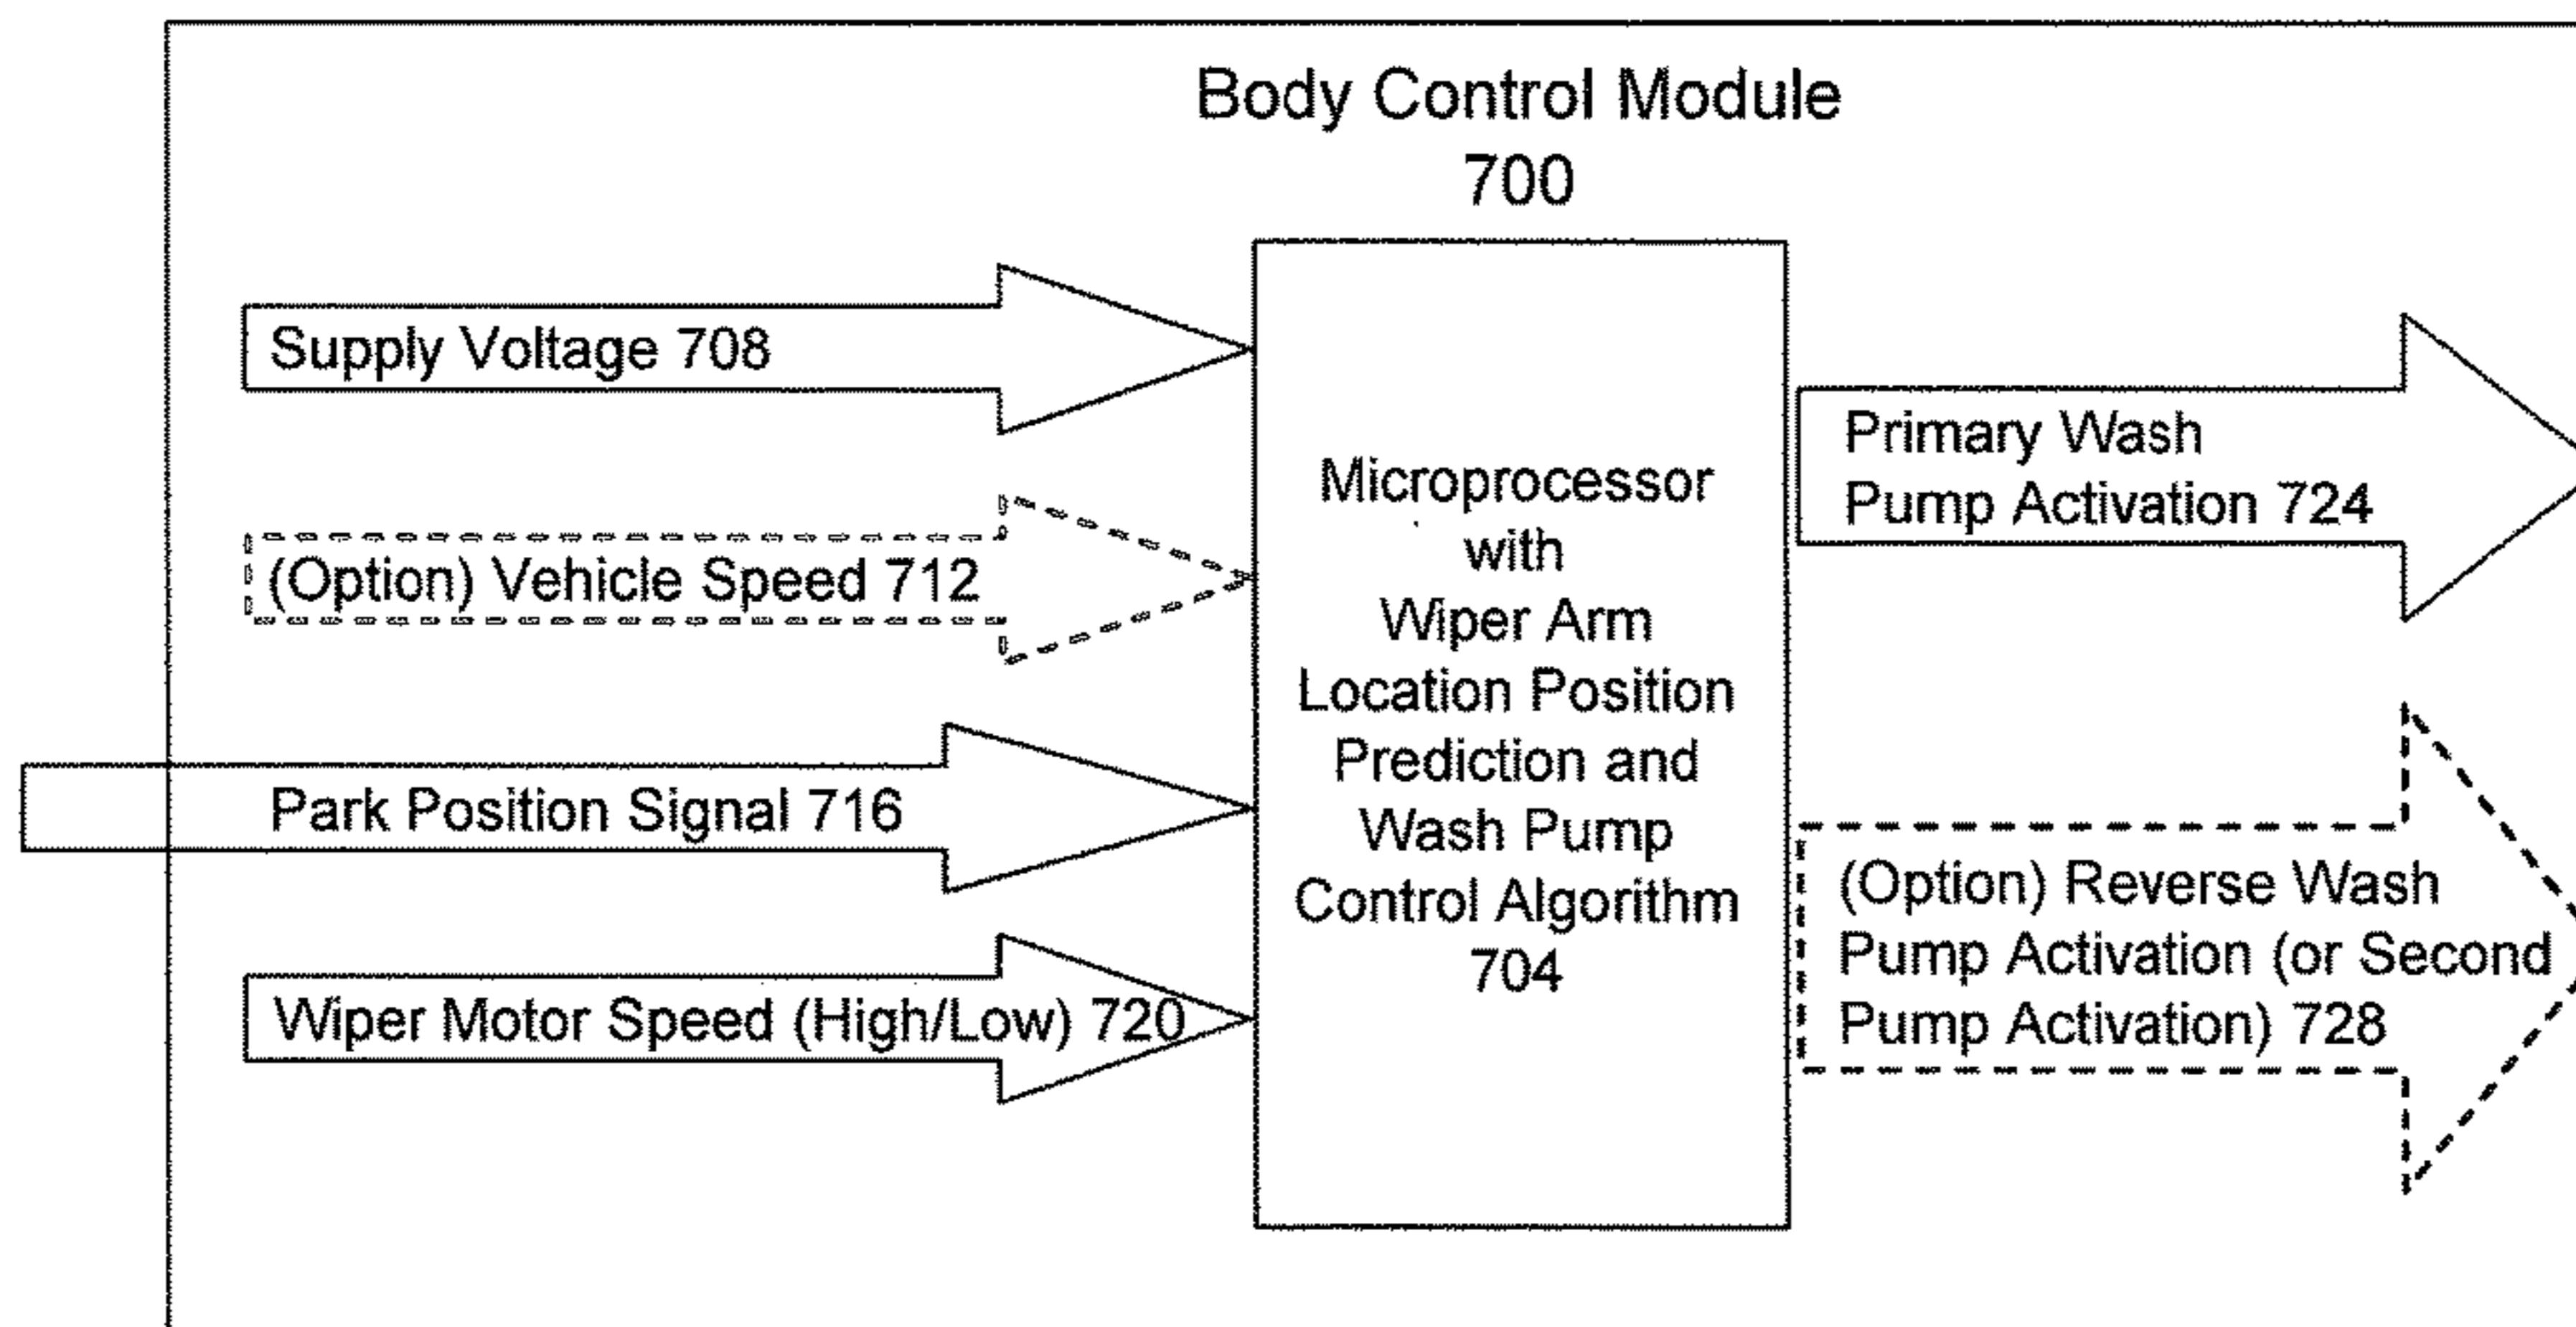 Body Control Module
700
Supply Voltage 708
(Option) Vehicle Speed 712
Park Position Signal 716
Wiper Motor Speed (High/Low) 720
Microprocessor
with
Wiper Arm
Location Position
Prediction and
Wash Pump
Control Algorithm
704
Primary Wash
Pump Activation 724
(Option) Reverse Wash
Pump Activation (or Second
Pump Activation) 728